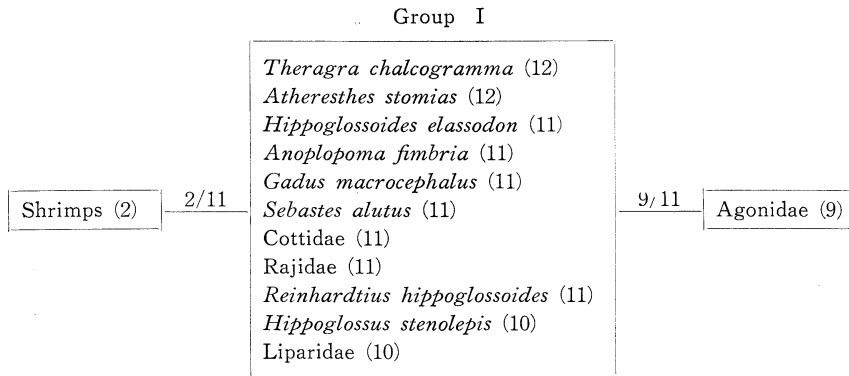 Group I
Theragra chalcogramma (12)
Atheresthes stomias (12)
Hippoglossoides elassodon (11)
Anoplopoma fimbria (11)
Gadus macrocephalus (11)
Shrimps (2) 2/11 Sebastes alutus (11) 9/11 Agonidae (9)
Cottidae (11)
Rajidae (11)
Reinhardtius hippoglossoides (11)
Hippoglossus stenolepis (10)
Liparidae (10)